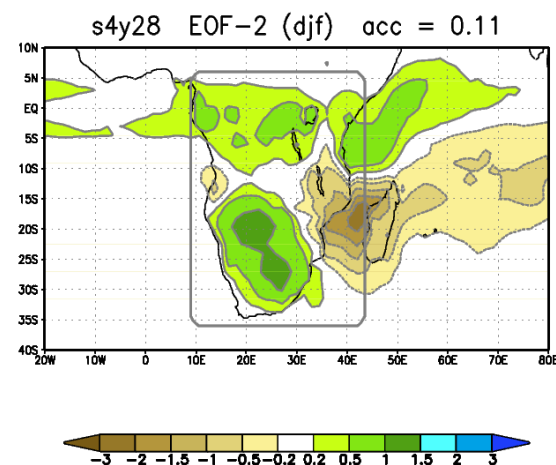 s4y28 EOF-2 (djf) acc = 0.11
10N
5N
EQ
5S
10S
15S
20S
25S
30S
35S
40S
20W 10W 0 10E 20E 30E 40E 50E 60E 70E 80E
-3 -2 -1.5 -1 -0.5 -0.2 0.2 0.5 1 1.5 2 3